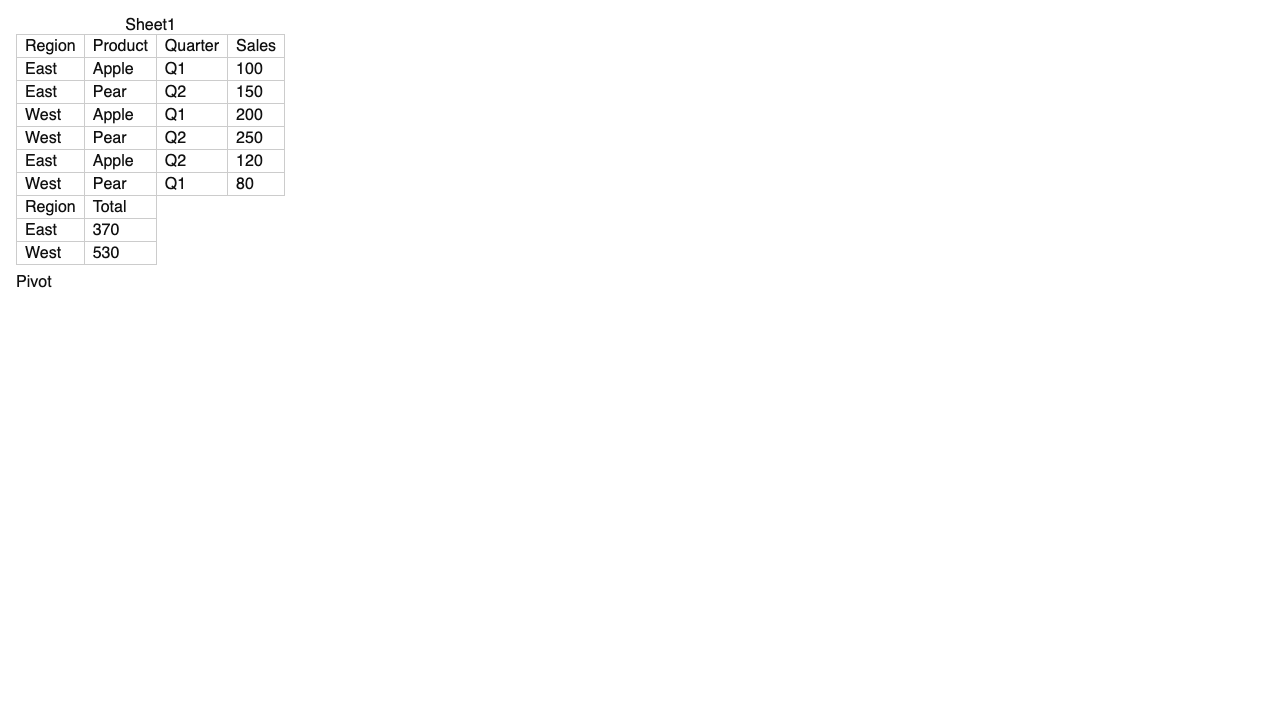 Sheet1
Region Product Quarter Sales
East Apple Q1 100
East Pear Q2 150
West Apple Q1 200
West Pear Q2 250
East Apple Q2 120
West Pear Q1 80
Region Total
East 370
West 530
Pivot